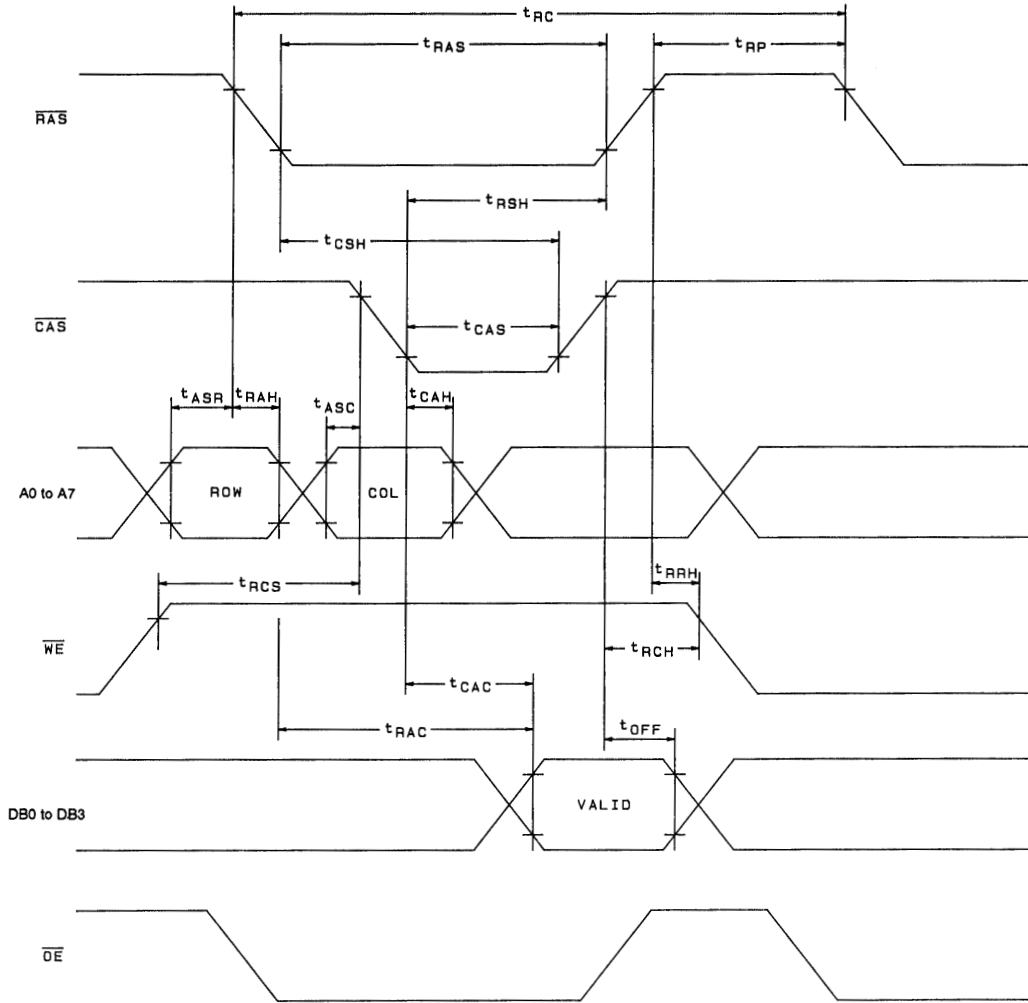 tRC
tRAS
tRP
RAS
tRSH
tCSH
CAS
tCAS
tASR
tRAH
tASC
tCAH
A0 to A7
ROW
COL
tRCS
tRRH
WE
tRCH
tCAC
tRAC
tOFF
DB0 to DB3
VALID
OE